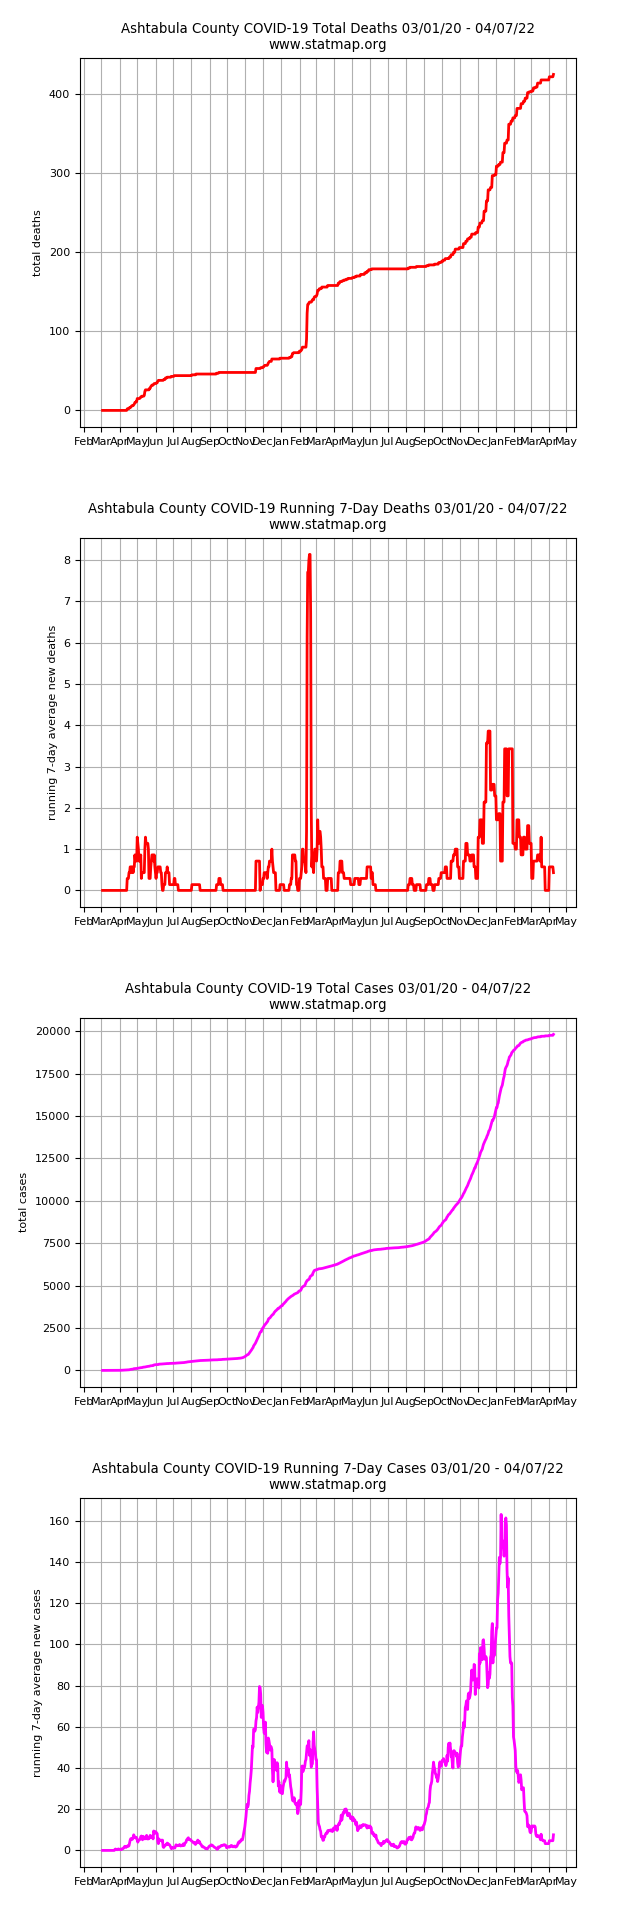 Ashtabula County COVID-19 Total Deaths 03/01/20 - 04/07/22
www.statmap.org
total deaths
400
300
200
100
0
Feb Mar Apr May Jun Jul Aug Sep Oct Nov Dec Jan Feb Mar Apr May Jun Jul Aug Sep Oct Nov Dec Jan Feb Mar Apr May
Ashtabula County COVID-19 Running 7-Day Deaths 03/01/20 - 04/07/22
www.statmap.org
running 7-day average new deaths
8
7
6
5
4
3
2
1
0
Feb Mar Apr May Jun Jul Aug Sep Oct Nov Dec Jan Feb Mar Apr May Jun Jul Aug Sep Oct Nov Dec Jan Feb Mar Apr May
Ashtabula County COVID-19 Total Cases 03/01/20 - 04/07/22
www.statmap.org
total cases
20000
17500
15000
12500
10000
7500
5000
2500
0
Feb Mar Apr May Jun Jul Aug Sep Oct Nov Dec Jan Feb Mar Apr May Jun Jul Aug Sep Oct Nov Dec Jan Feb Mar Apr May
Ashtabula County COVID-19 Running 7-Day Cases 03/01/20 - 04/07/22
www.statmap.org
running 7-day average new cases
160
140
120
100
80
60
40
20
0
Feb Mar Apr May Jun Jul Aug Sep Oct Nov Dec Jan Feb Mar Apr May Jun Jul Aug Sep Oct Nov Dec Jan Feb Mar Apr May